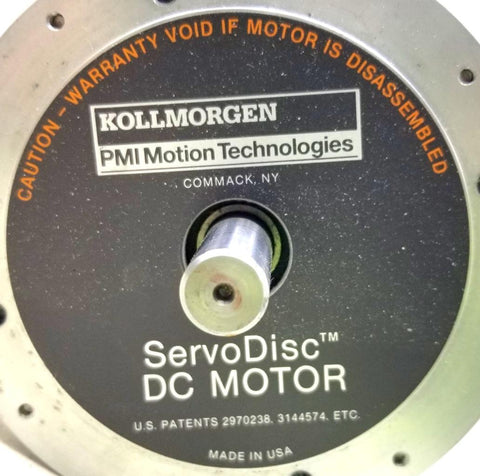 CAUTION - WARRANTY VOID IF MOTOR IS DISASSEMBLED
KOLLMORGEN
PMI Motion Technologies
COMMACK, NY
ServoDisc™
DC MOTOR
U.S. PATENTS 2970238. 3144574. ETC.
MADE IN USA